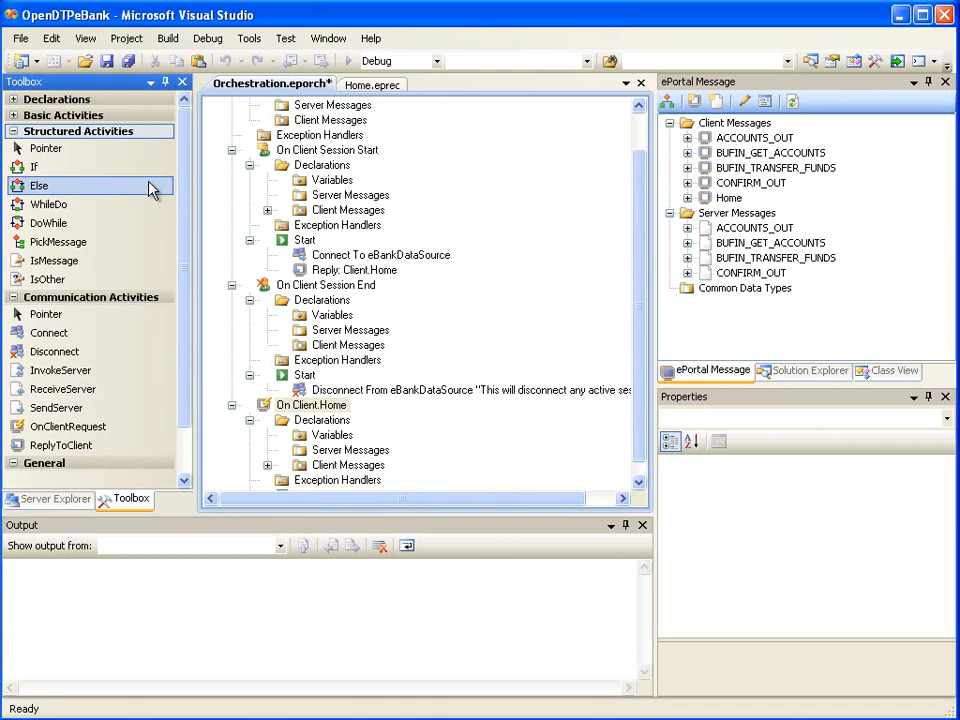 OpenDTPeBank - Microsoft Visual Studio
File Edit View Project Build Debug Tools Test Window Help
Debug
Toolbox
Declarations
Basic Activities
Structured Activities
Pointer
If
Else
WhileDo
DoWhile
PickMessage
IsMessage
IsOther
Communication Activities
Pointer
Connect
Disconnect
InvokeServer
ReceiveServer
SendServer
OnClientRequest
ReplyToClient
General
Server Explorer Toolbox
Orchestration.eporch* Home.eprec
Server Messages
Client Messages
Exception Handlers
On Client Session Start
Declarations
Variables
Server Messages
Client Messages
Exception Handlers
Start
Connect To eBankDataSource
Reply: Client.Home
On Client Session End
Declarations
Variables
Server Messages
Client Messages
Exception Handlers
Start
Disconnect From eBankDataSource "This will disconnect any active ses
On Client.Home
Declarations
Variables
Server Messages
Client Messages
Exception Handlers
ePortal Message
Client Messages
ACCOUNTS_OUT
BUFIN_GET_ACCOUNTS
BUFIN_TRANSFER_FUNDS
CONFIRM_OUT
Home
Server Messages
ACCOUNTS_OUT
BUFIN_GET_ACCOUNTS
BUFIN_TRANSFER_FUNDS
CONFIRM_OUT
Common Data Types
ePortal Message Solution Explorer Class View
Properties
Output
Show output from:
Ready